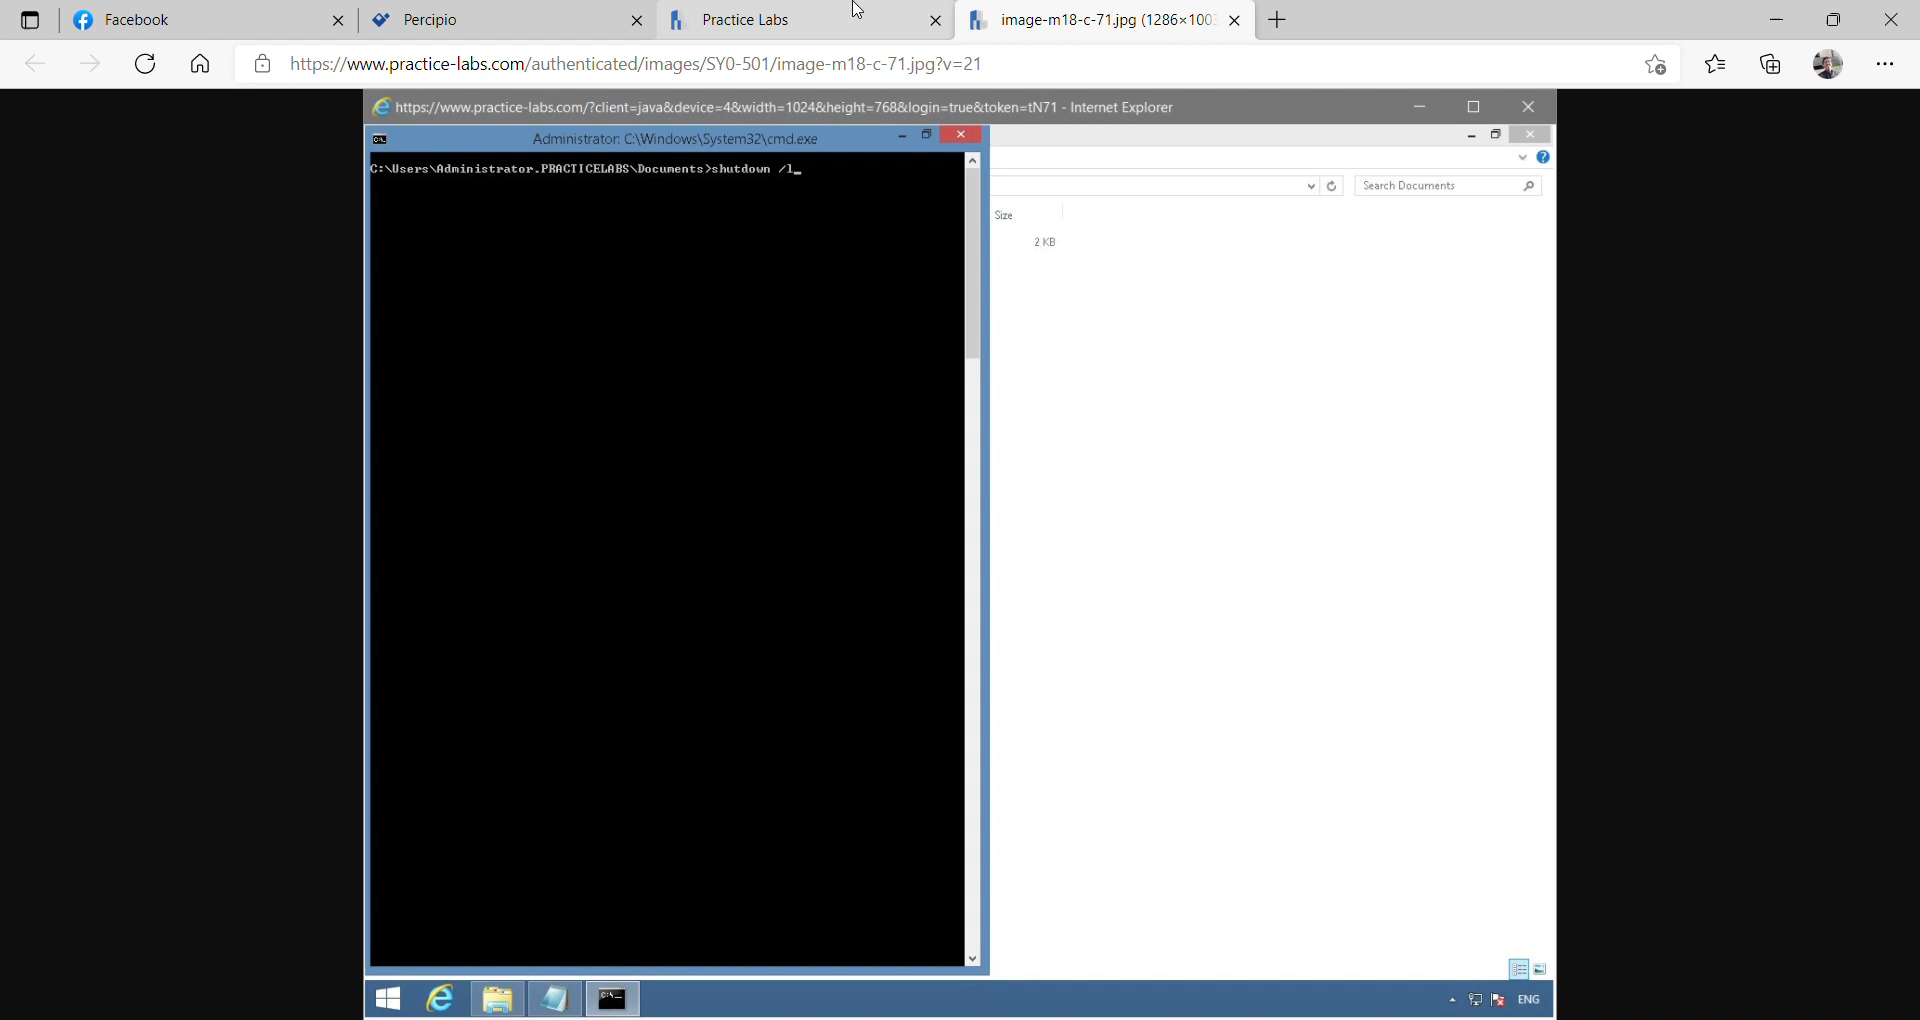 Facebook
Percipio
Practice Labs
image-m18-c-71.jpg (1286×1003
https://www.practice-labs.com/authenticated/images/SY0-501/image-m18-c-71.jpg?v=21
https://www.practice-labs.com/?client=java&device=4&width=1024&height=768&login=true&token=tN71 - Internet Explorer
Administrator: C:\Windows\System32\cmd.exe
C:\Users\Administrator.PRACTICELABS\Documents>shutdown /l_
Search Documents
Size
2 KB
ENG